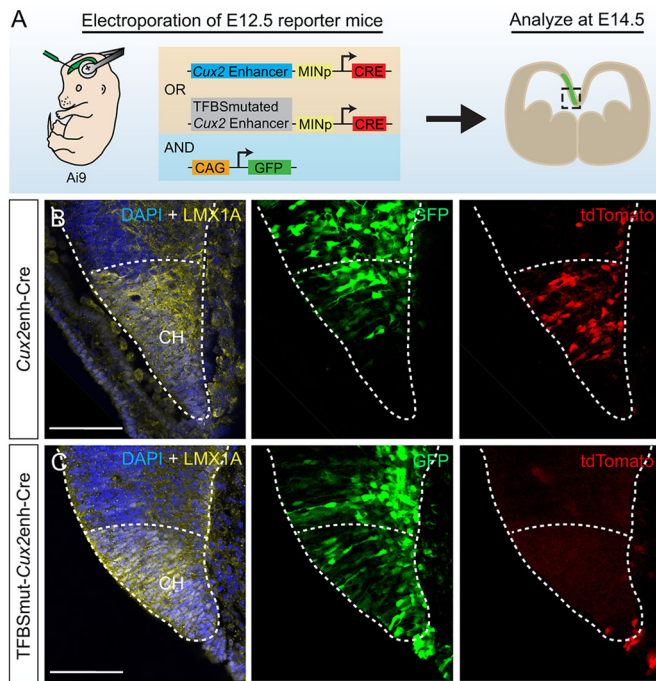 A
Electroporation of E12.5 reporter mice
Analyze at E14.5
Ai9
Cux2 Enhancer
MINp
CRE
OR
TFBSmutated
Cux2 Enhancer
MINp
CRE
AND
CAG
GFP
Cux2enh-Cre
B
DAPI + LMX1A
CH
GFP
tdTomato
TFBSmut-Cux2enh-Cre
C
DAPI + LMX1A
CH
GFP
tdTomato